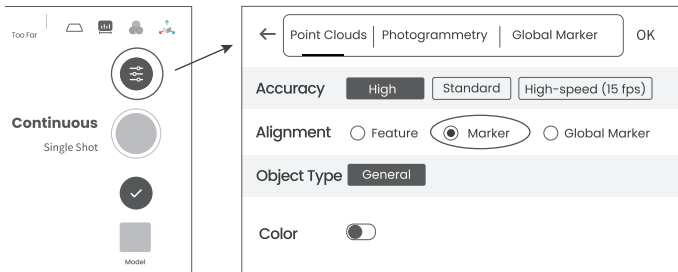 Too Far
Continuous
Single Shot
Model
Point Clouds Photogrammetry Global Marker OK
Accuracy High Standard High-speed (15 fps)
Alignment Feature Marker Global Marker
Object Type General
Color